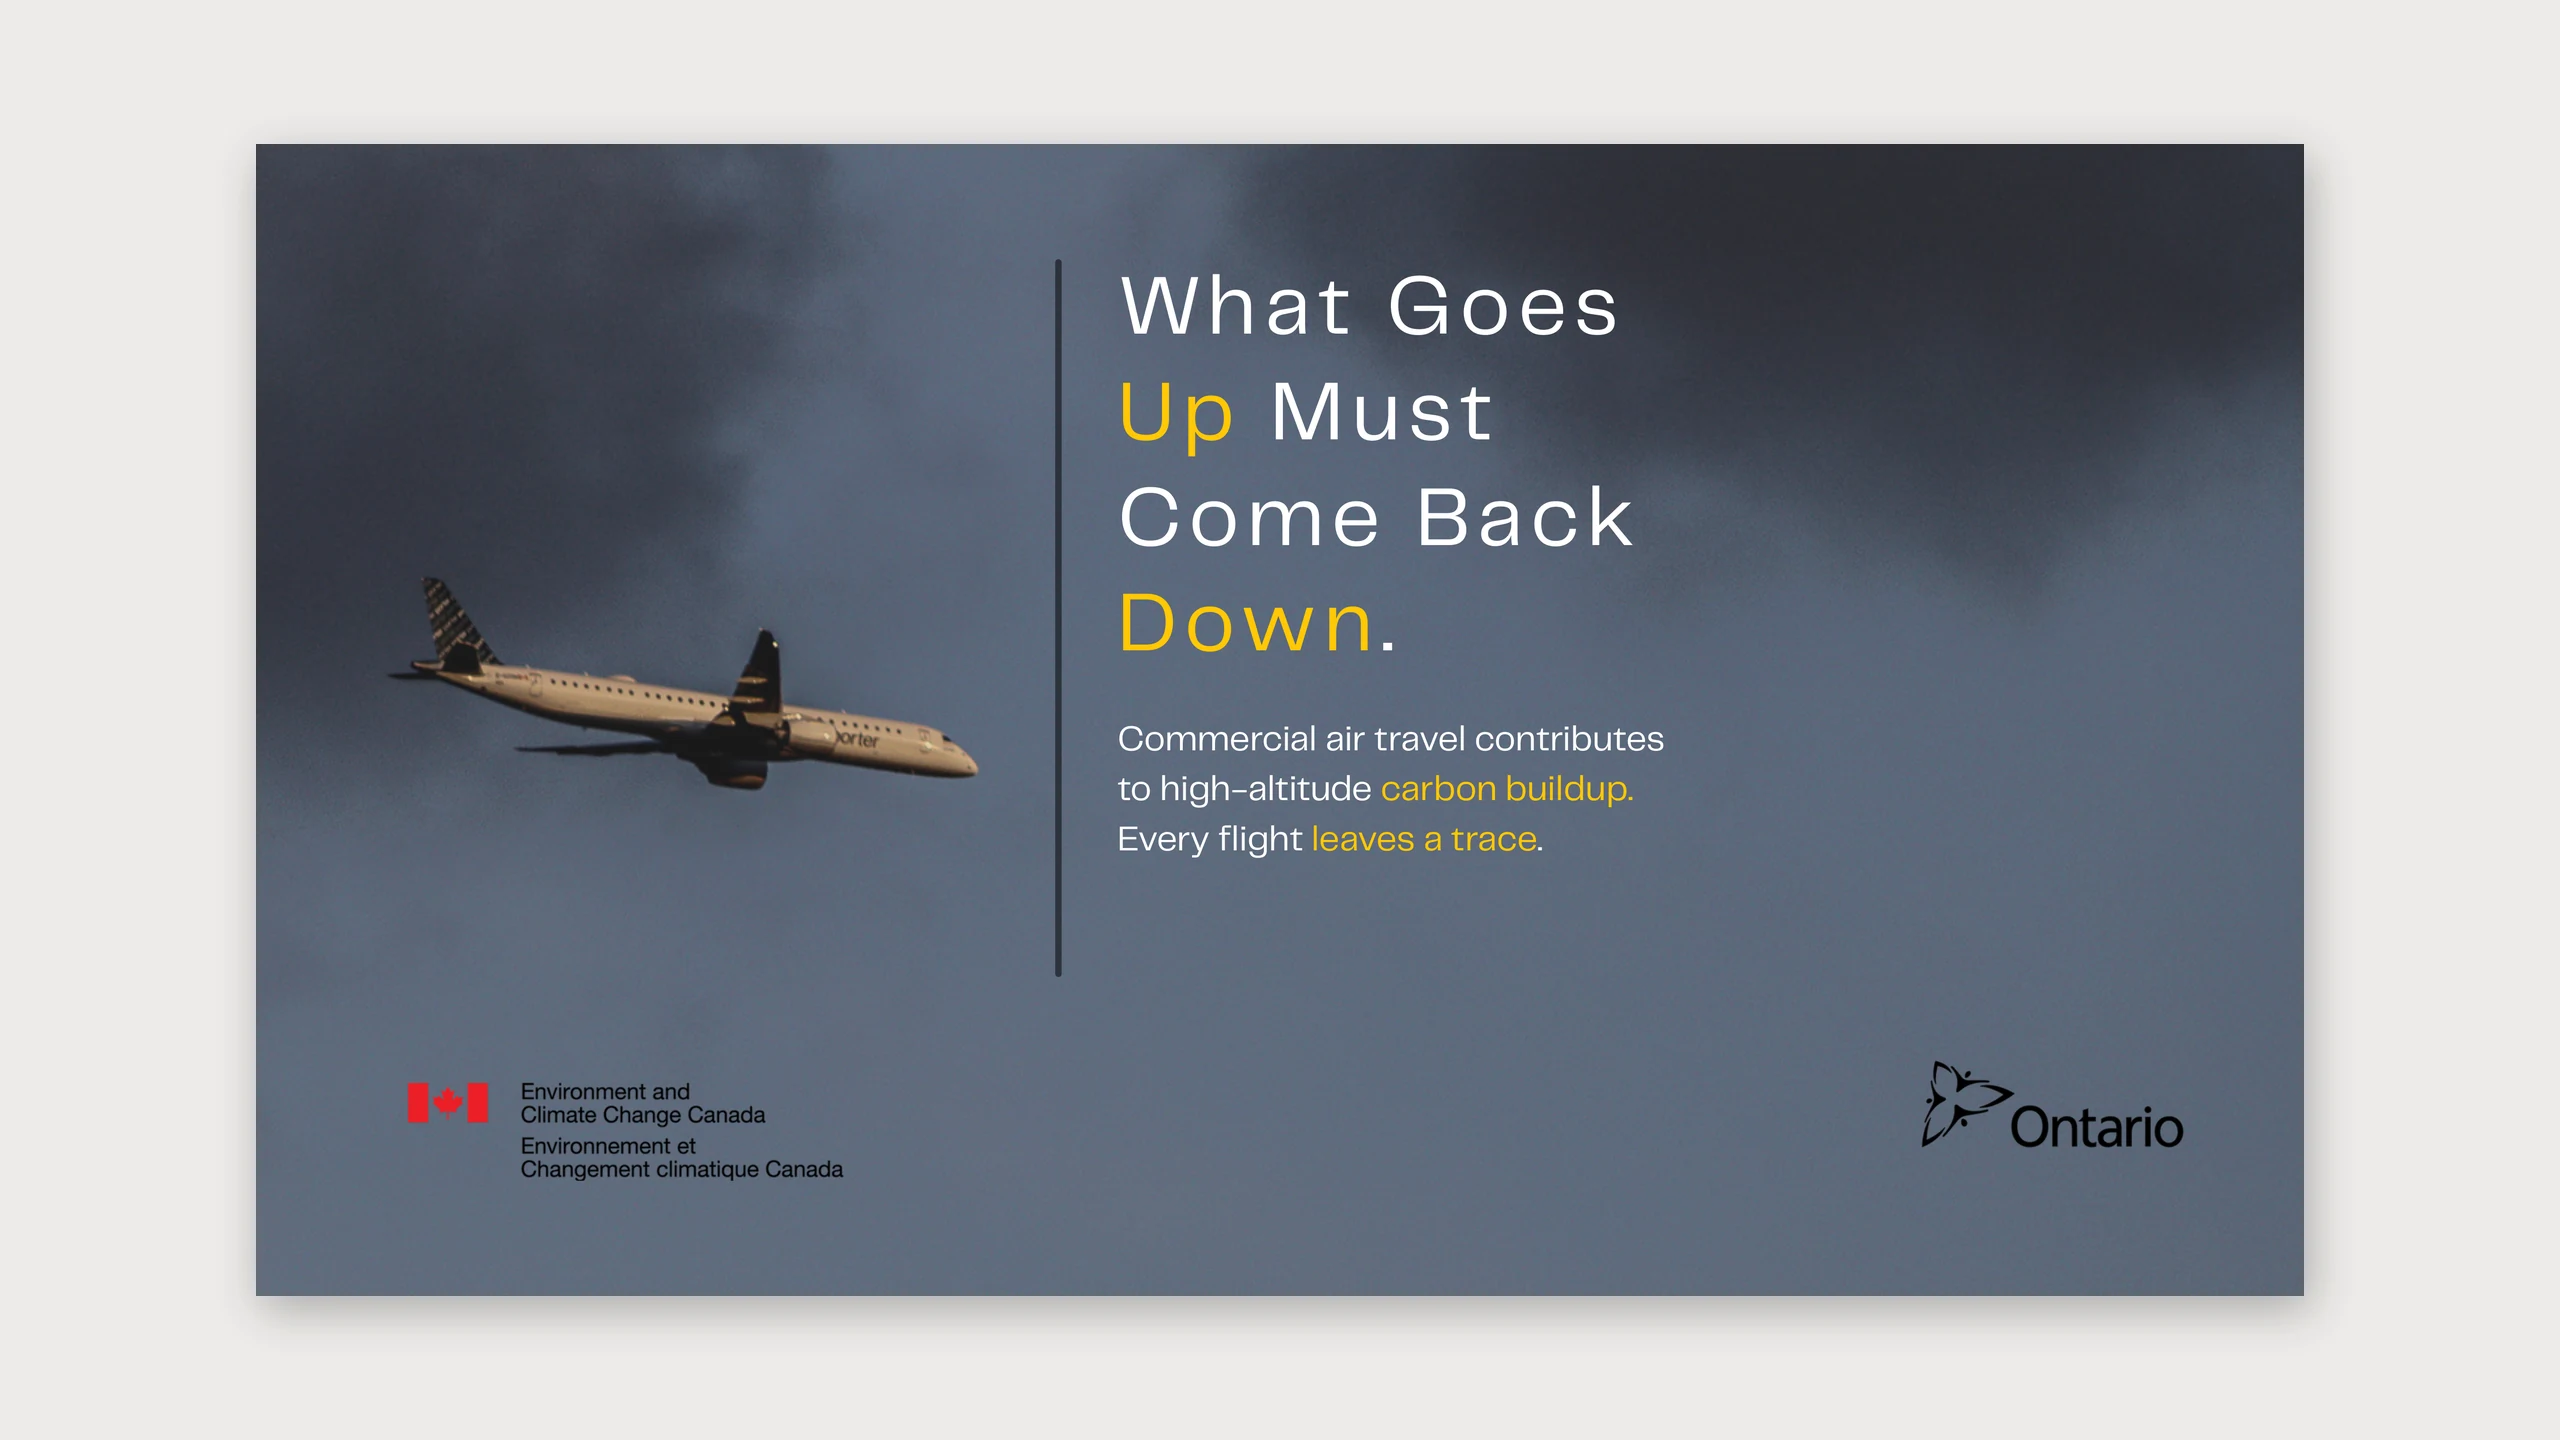 What Goes
Up Must
Come Back
Down.
Commercial air travel contributes
to high-altitude carbon buildup.
Every flight leaves a trace.
orter
Environment and
Climate Change Canada
Environnement et
Changement climatique Canada
Ontario